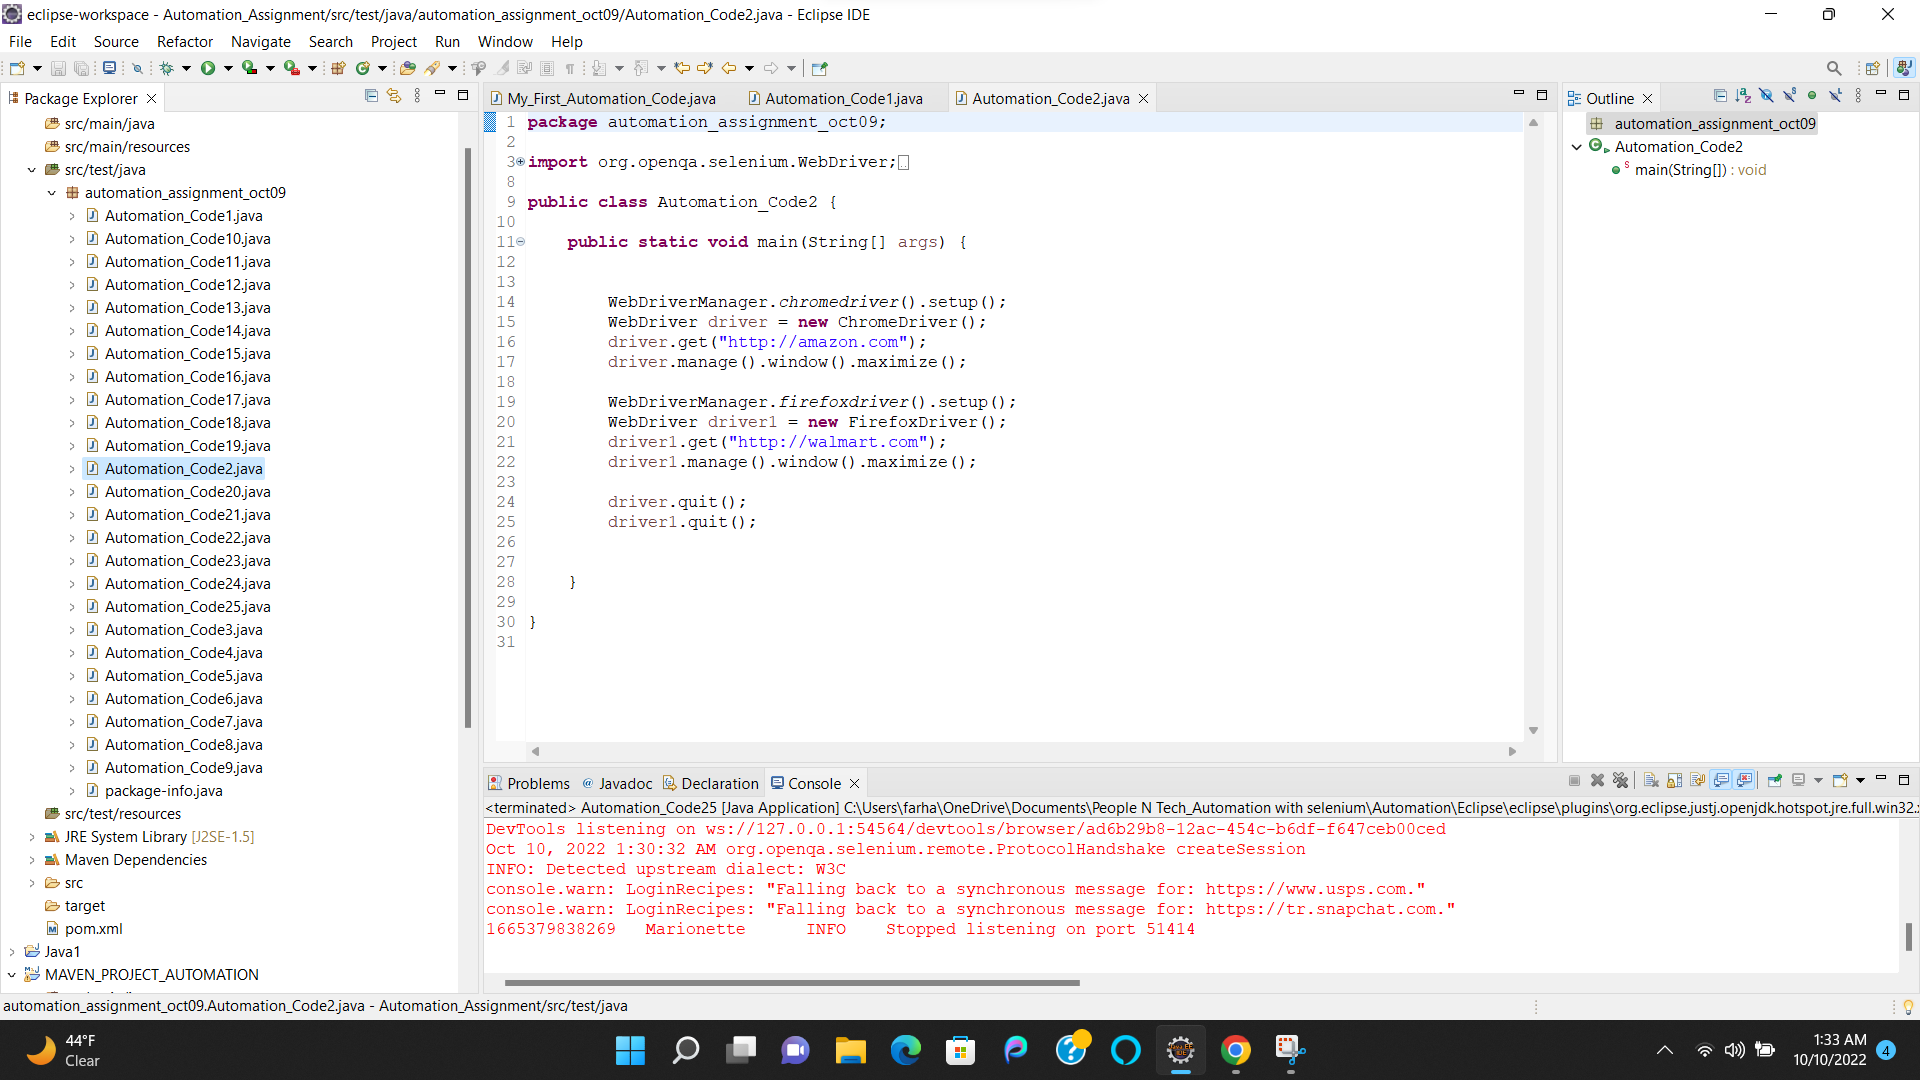 eclipse-workspace - Automation_Assignment/src/test/java/automation_assignment_oct09/Automation_Code2.java - Eclipse IDE
File Edit Source Refactor Navigate Search Project Run Window Help
Package Explorer
src/main/java
src/main/resources
src/test/java
automation_assignment_oct09
Automation_Code1.java
Automation_Code10.java
Automation_Code11.java
Automation_Code12.java
Automation_Code13.java
Automation_Code14.java
Automation_Code15.java
Automation_Code16.java
Automation_Code17.java
Automation_Code18.java
Automation_Code19.java
Automation_Code2.java
Automation_Code20.java
Automation_Code21.java
Automation_Code22.java
Automation_Code23.java
Automation_Code24.java
Automation_Code25.java
Automation_Code3.java
Automation_Code4.java
Automation_Code5.java
Automation_Code6.java
Automation_Code7.java
Automation_Code8.java
Automation_Code9.java
package-info.java
src/test/resources
JRE System Library [J2SE-1.5]
Maven Dependencies
src
target
pom.xml
Java1
MAVEN_PROJECT_AUTOMATION
My_First_Automation_Code.java Automation_Code1.java Automation_Code2.java
1 package automation_assignment_oct09;
2
3 import org.openqa.selenium.WebDriver;
8
9 public class Automation_Code2 {
10
11 public static void main(String[] args) {
12
13
14 WebDriverManager.chromedriver().setup();
15 WebDriver driver = new ChromeDriver();
16 driver.get("http://amazon.com");
17 driver.manage().window().maximize();
18
19 WebDriverManager.firefoxdriver().setup();
20 WebDriver driver1 = new FirefoxDriver();
21 driver1.get("http://walmart.com");
22 driver1.manage().window().maximize();
23
24 driver.quit();
25 driver1.quit();
26
27
28 }
29
30 }
31
Outline
automation_assignment_oct09
Automation_Code2
main(String[]) : void
Problems Javadoc Declaration Console
<terminated> Automation_Code25 [Java Application] C:\Users\farha\OneDrive\Documents\People N Tech_Automation with selenium\Automation\Eclipse\eclipse\plugins\org.eclipse.justj.openjdk.hotspot.jre.full.win32.
DevTools listening on ws://127.0.0.1:54564/devtools/browser/ad6b29b8-12ac-454c-b6df-f647ceb00ced
Oct 10, 2022 1:30:32 AM org.openqa.selenium.remote.ProtocolHandshake createSession
INFO: Detected upstream dialect: W3C
console.warn: LoginRecipes: "Falling back to a synchronous message for: https://www.usps.com."
console.warn: LoginRecipes: "Falling back to a synchronous message for: https://tr.snapchat.com."
1665379838269 Marionette INFO Stopped listening on port 51414
automation_assignment_oct09.Automation_Code2.java - Automation_Assignment/src/test/java
44°F
Clear
1:33 AM
10/10/2022
4